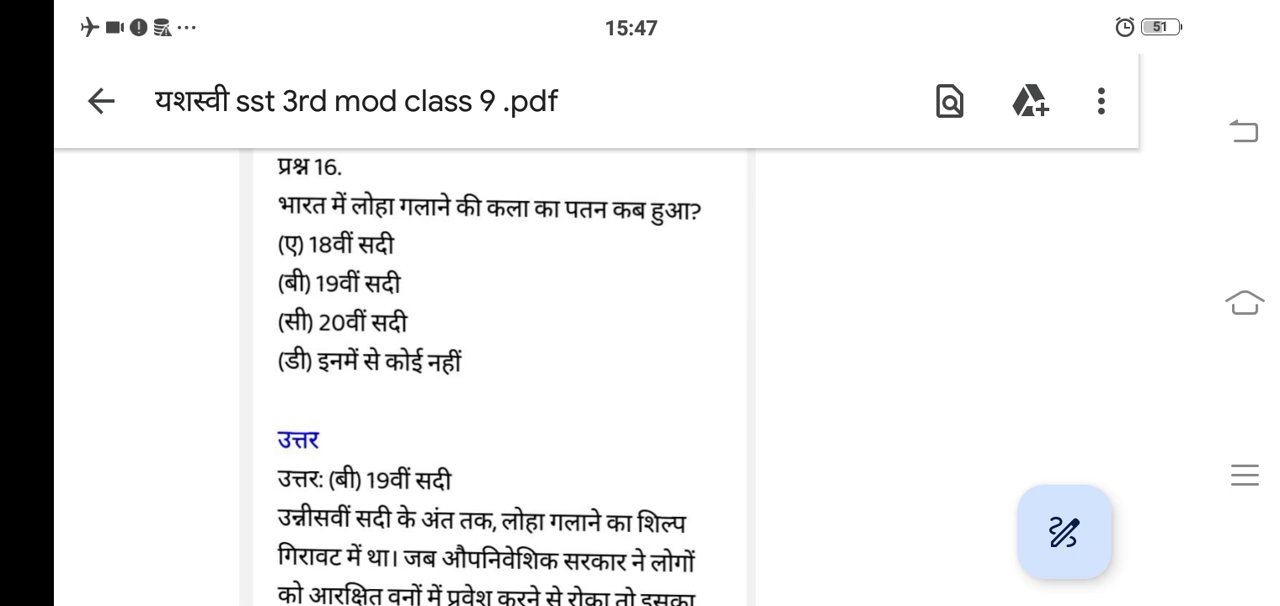 15:47
51
यशस्वी sst 3rd mod class 9 .pdf
प्रश्न 16.
भारत में लोहा गलाने की कला का पतन कब हुआ?
(ए) 18वीं सदी
(बी) 19वीं सदी
(सी) 20वीं सदी
(डी) इनमें से कोई नहीं
उत्तर
उत्तर: (बी) 19वीं सदी
उन्नीसवीं सदी के अंत तक, लोहा गलाने का शिल्प
गिरावट में था। जब औपनिवेशिक सरकार ने लोगों
को आरक्षित वनों में प्रवेश करने से रोका तो इसका